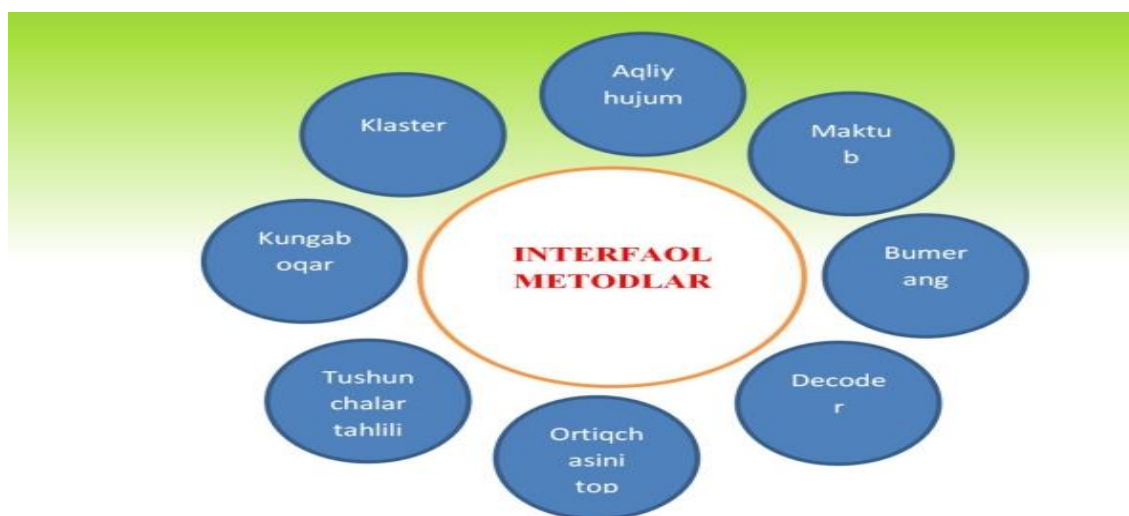 Aqliy
hujum
Maktu
b
Bumer
ang
Decode
r
Ortiqch
asini
top
Tushun
chalar
tahlili
Kungab
oqar
Klaster
INTERFAOL
METODLAR